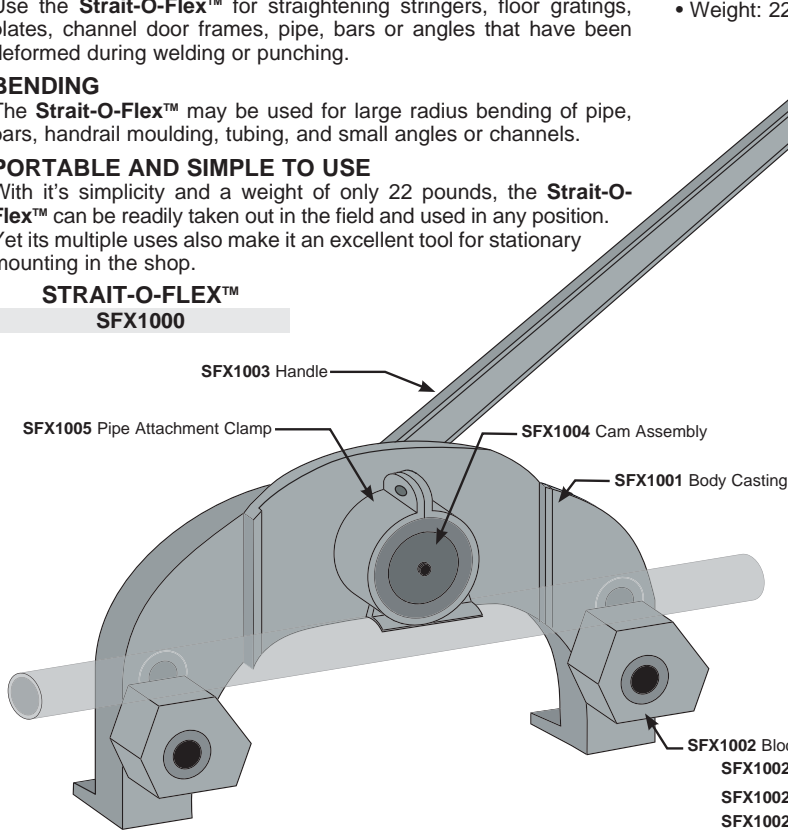 Use the Strait-O-Flex™ for straightening stringers, floor gratings,
plates, channel door frames, pipe, bars or angles that have been
deformed during welding or punching.
BENDING
The Strait-O-Flex™ may be used for large radius bending of pipe,
bars, handrail moulding, tubing, and small angles or channels.
PORTABLE AND SIMPLE TO USE
With it's simplicity and a weight of only 22 pounds, the Strait-O-
Flex™ can be readily taken out in the field and used in any position.
Yet its multiple uses also make it an excellent tool for stationary
mounting in the shop.
• Weight: 22
STRAIT-O-FLEX™
SFX1000
SFX1003 Handle
SFX1005 Pipe Attachment Clamp
SFX1004 Cam Assembly
SFX1001 Body Casting
SFX1002
SFX1002
SFX1002
SFX1002